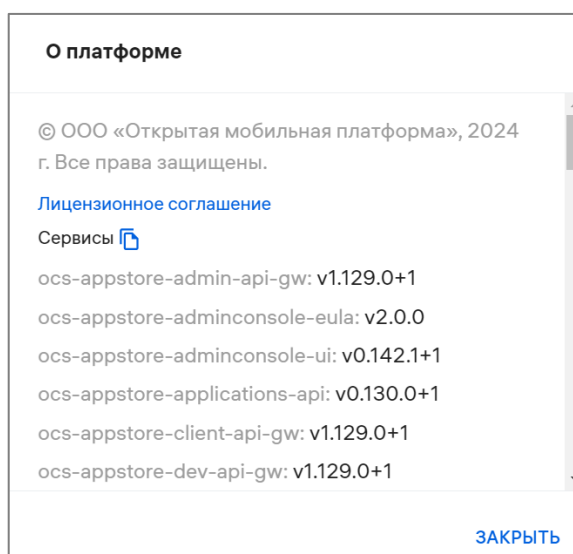 О платформе
© ООО «Открытая мобильная платформа», 2024
г. Все права защищены.
Лицензионное соглашение
Сервисы
ocs-appstore-admin-api-gw: v1.129.0+1
ocs-appstore-adminconsole-eula: v2.0.0
ocs-appstore-adminconsole-ui: v0.142.1+1
ocs-appstore-applications-api: v0.130.0+1
ocs-appstore-client-api-gw: v1.129.0+1
ocs-appstore-dev-api-gw: v1.129.0+1
ЗАКРЫТЬ